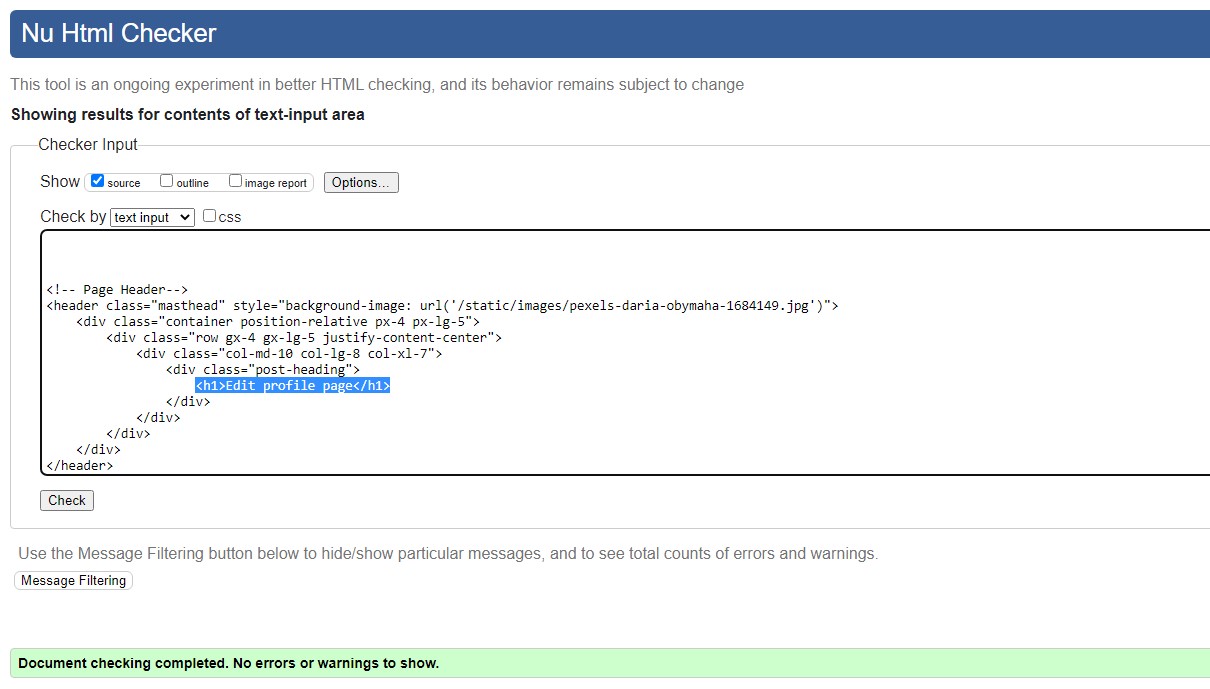 Nu Html Checker
This tool is an ongoing experiment in better HTML checking, and its behavior remains subject to change
Showing results for contents of text-input area
Checker Input
Show source outline image report Options...
Check by text input css
<!-- Page Header-->
<header class="masthead" style="background-image: url('/static/images/pexels-daria-obymaha-1684149.jpg')">
<div class="container position-relative px-4 px-lg-5">
<div class="row gx-4 gx-lg-5 justify-content-center">
<div class="col-md-10 col-lg-8 col-xl-7">
<div class="post-heading">
<h1>Edit profile page</h1>
</div>
</div>
</div>
</div>
</header>
Check
Use the Message Filtering button below to hide/show particular messages, and to see total counts of errors and warnings.
Message Filtering
Document checking completed. No errors or warnings to show.